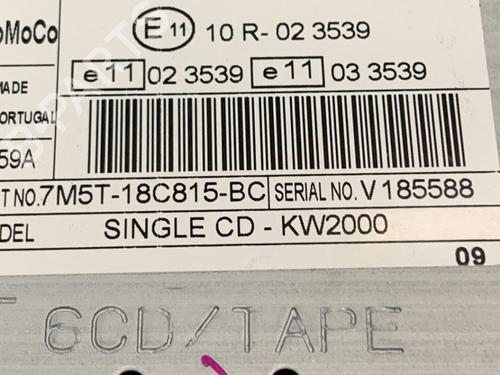 oMoCo
E 11 10 R- 02 3539
MADE
PORTUGAL
e 11 02 3539 e 11 03 3539
59A
T NO. 7M5T-18C815-BC SERIAL NO. V 185588
DEL SINGLE CD - KW2000
09
6CD/TAPE